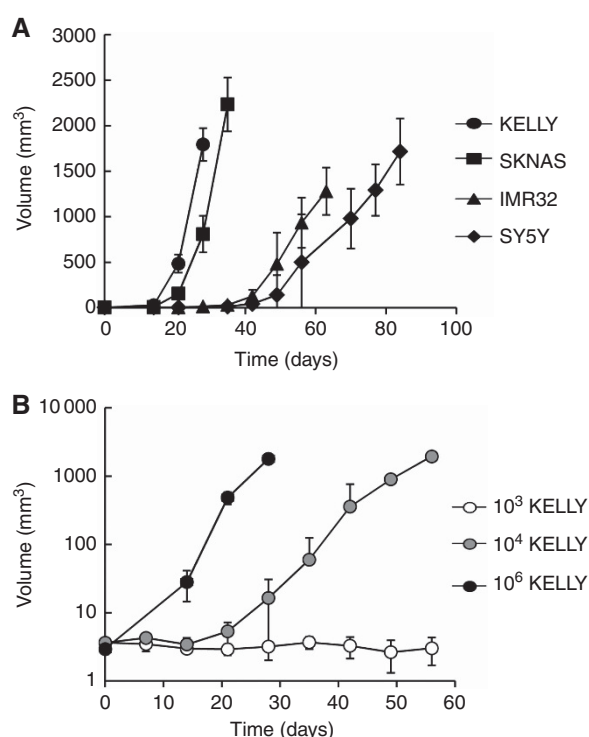 A
3000
2500
2000
1500
1000
500
0
Volume (mm³)
0 20 40 60 80 100
Time (days)
KELLY
SKNAS
IMR32
SY5Y
B
10 000
1000
100
10
1
Volume (mm³)
0 10 20 30 40 50 60
Time (days)
10³ KELLY
10⁴ KELLY
10⁶ KELLY